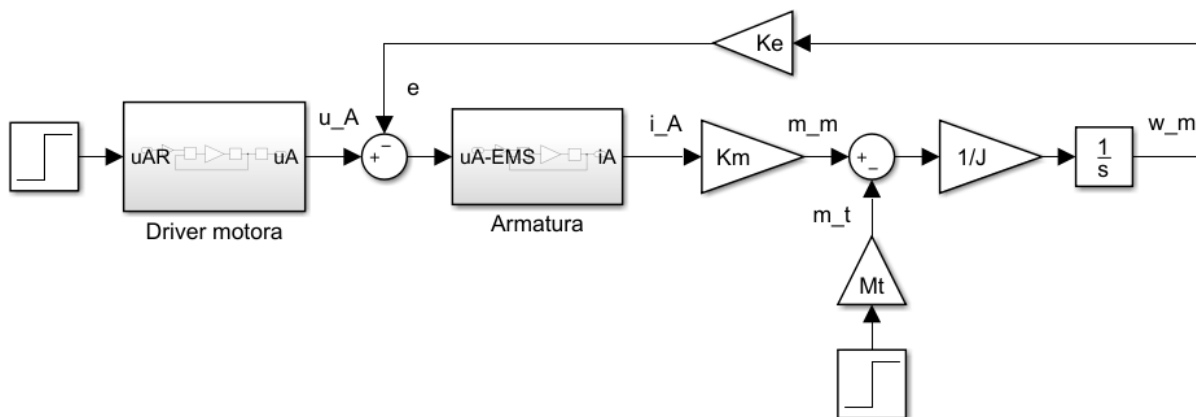 Ke
e
u_A
i_A
m_m
w_m
uAR
uA
+
−
uA-EMS
iA
Km
+
−
1/J
1
s
Driver motora
Armatura
m_t
Mt